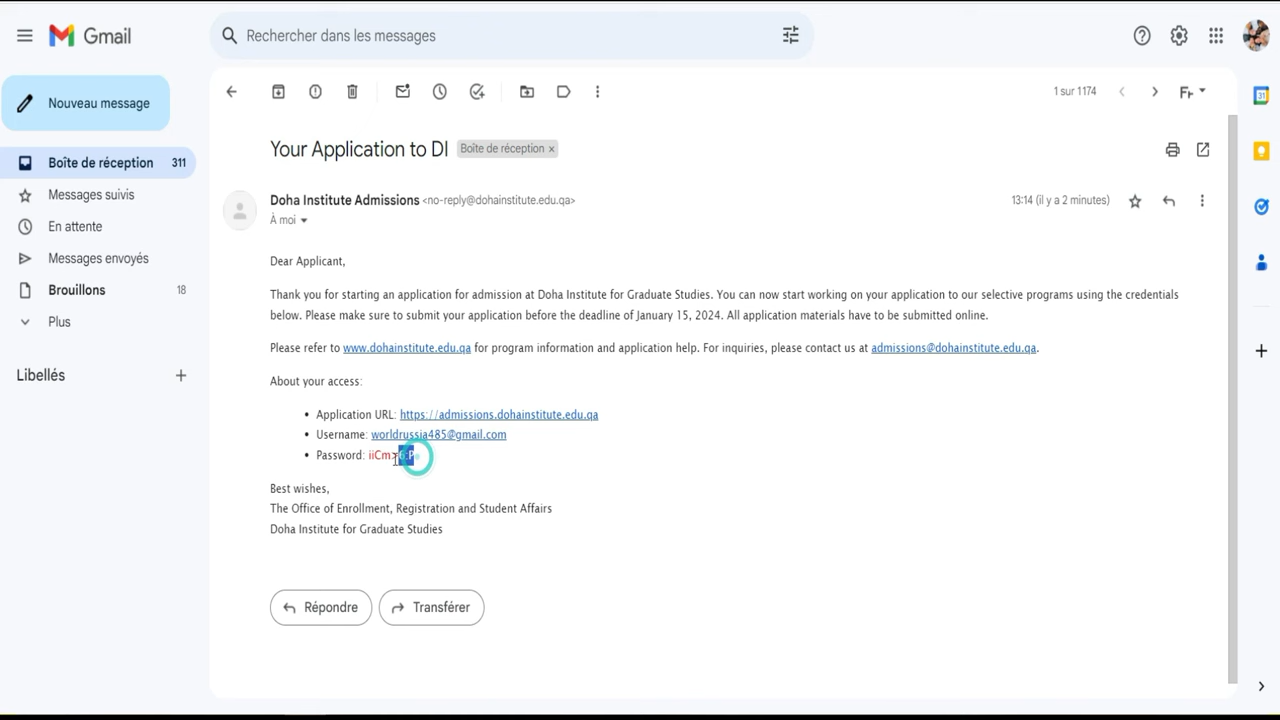 Gmail
Rechercher dans les messages
Nouveau message
1 sur 1174
Fr
Boîte de réception 311
Messages suivis
En attente
Messages envoyés
Brouillons 18
Plus
Libellés
Your Application to DI Boîte de réception ×
Doha Institute Admissions <no-reply@dohainstitute.edu.qa>
13:14 (il y a 2 minutes)
À moi
Dear Applicant,
Thank you for starting an application for admission at Doha Institute for Graduate Studies. You can now start working on your application to our selective programs using the credentials
below. Please make sure to submit your application before the deadline of January 15, 2024. All application materials have to be submitted online.
Please refer to www.dohainstitute.edu.qa for program information and application help. For inquiries, please contact us at admissions@dohainstitute.edu.qa.
About your access:
• Application URL: https://admissions.dohainstitute.edu.qa
• Username: worldrussia485@gmail.com
• Password:
Best wishes,
The Office of Enrollment, Registration and Student Affairs
Doha Institute for Graduate Studies
Répondre
Transférer
31